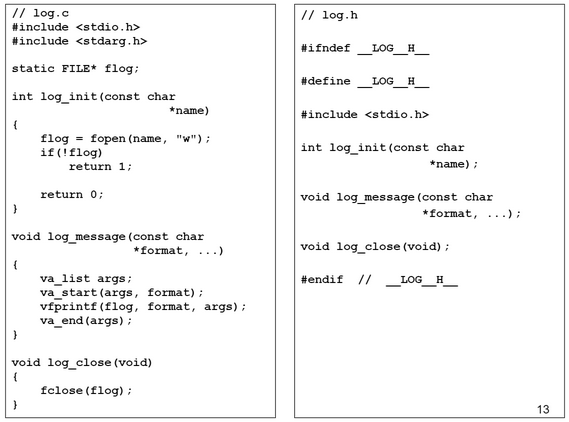 // log.c
#include <stdio.h>
#include <stdarg.h>
static FILE* flog;
int log_init(const char
*name)
{
flog = fopen(name, "w");
if(!flog)
return 1;
return 0;
}
void log_message(const char
*format, ...)
{
va_list args;
va_start(args, format);
vfprintf(flog, format, args);
va_end(args);
}
void log_close(void)
{
fclose(flog);
}
// log.h
#ifndef __LOG__H__
#define __LOG__H__
#include <stdio.h>
int log_init(const char
*name);
void log_message(const char
*format, ...);
void log_close(void);
#endif // __LOG__H__
13